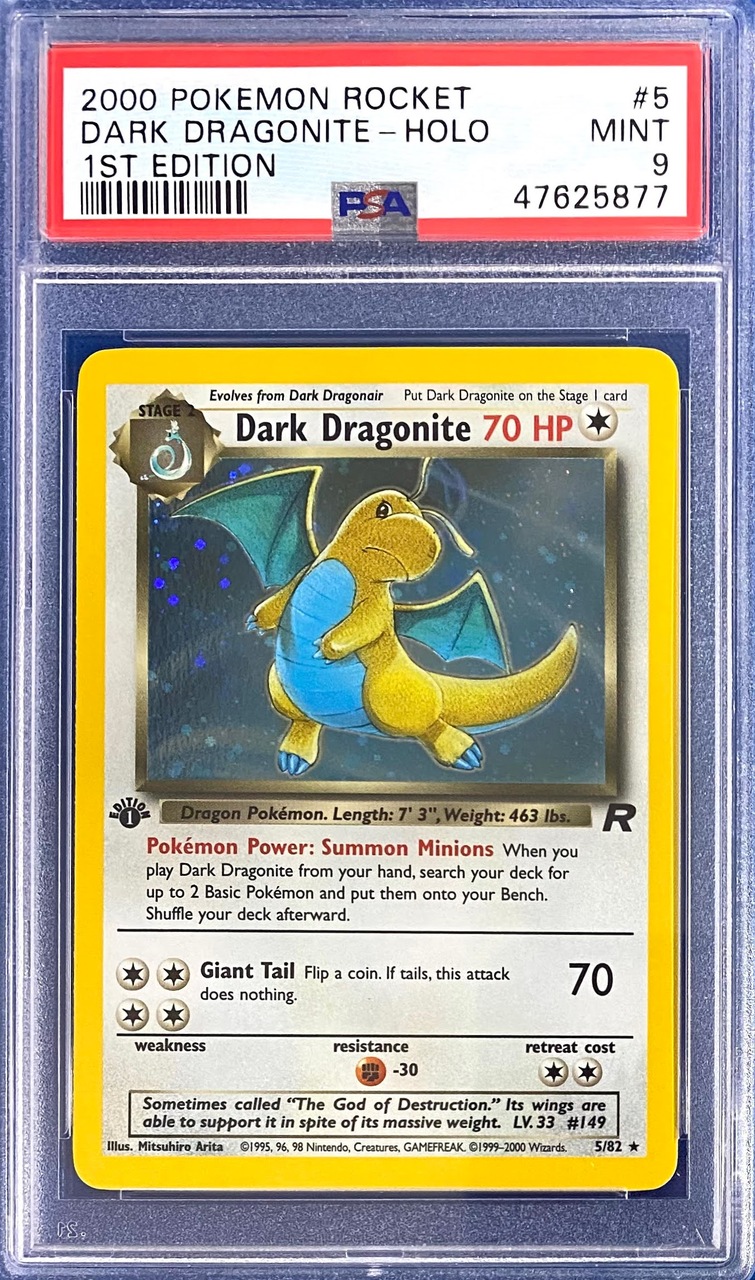 2000 POKEMON ROCKET #5
DARK DRAGONITE – HOLO MINT
1ST EDITION 9
PSA 47625877
Evolves from Dark Dragonair Put Dark Dragonite on the Stage 1 card
STAGE 2
Dark Dragonite 70 HP
EDITION
1
Dragon Pokémon. Length: 7' 3", Weight: 463 lbs.
R
Pokémon Power: Summon Minions When you
play Dark Dragonite from your hand, search your deck for
up to 2 Basic Pokémon and put them onto your Bench.
Shuffle your deck afterward.
Giant Tail Flip a coin. If tails, this attack
does nothing.
70
weakness resistance retreat cost
-30
Sometimes called "The God of Destruction." Its wings are
able to support it in spite of its massive weight. LV. 33 #149
Illus. Mitsuhiro Arita ©1995, 96, 98 Nintendo, Creatures, GAMEFREAK. ©1999–2000 Wizards. 5/82 ★